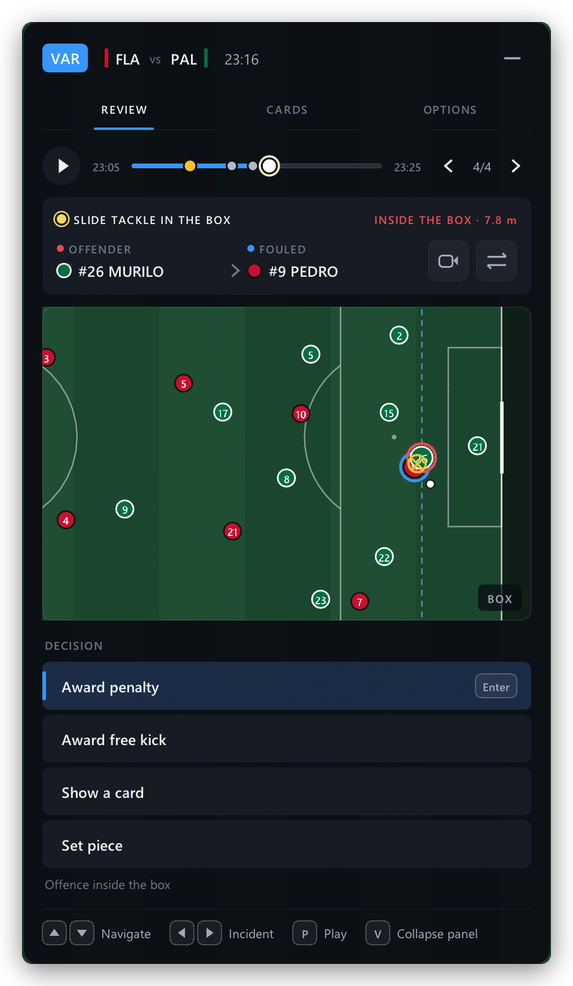 VAR FLA vs PAL 23:16
REVIEW CARDS OPTIONS
23:05 23:25 4/4
SLIDE TACKLE IN THE BOX INSIDE THE BOX · 7.8 m
OFFENDER FOULED
#26 MURILO #9 PEDRO
2
5
3
5
17
10
15
21
8
9
4
21
22
23
7
BOX
DECISION
Award penalty Enter
Award free kick
Show a card
Set piece
Offence inside the box
Navigate Incident P Play V Collapse panel